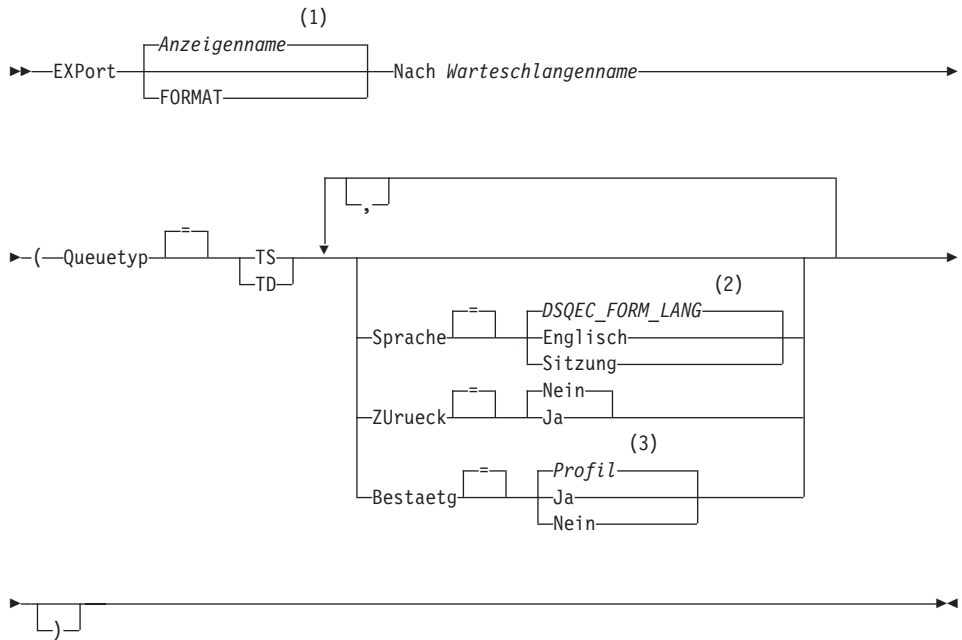 (1)
Anzeigenname
EXPort Nach Warteschlangenname
FORMAT
,
=
( Queuetyp TS
TD
(2)
= DSQEC_FORM_LANG
Sprache Englisch
Sitzung
= Nein
ZUrueck Ja
(3)
= Profil
Bestaetg Ja
Nein
)